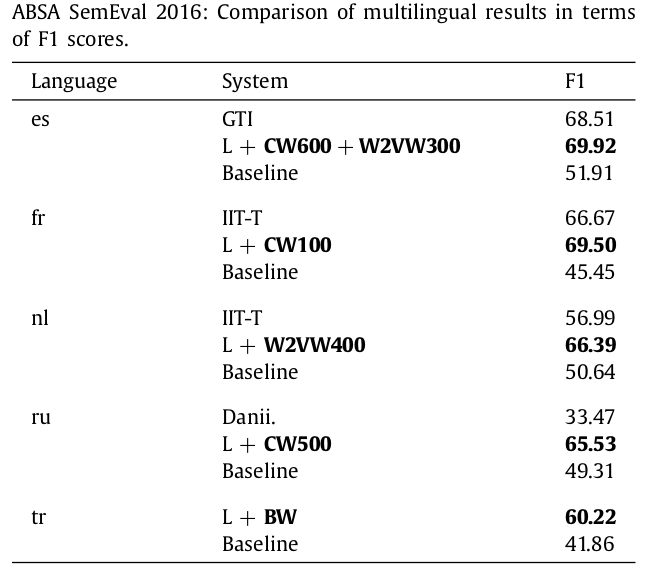 ABSA SemEval 2016: Comparison of multilingual results in terms
of F1 scores.
Language System F1
es GTI 68.51
L + CW600 + W2VW300 69.92
Baseline 51.91
fr IIT-T 66.67
L + CW100 69.50
Baseline 45.45
nl IIT-T 56.99
L + W2VW400 66.39
Baseline 50.64
ru Danii. 33.47
L + CW500 65.53
Baseline 49.31
tr L + BW 60.22
Baseline 41.86